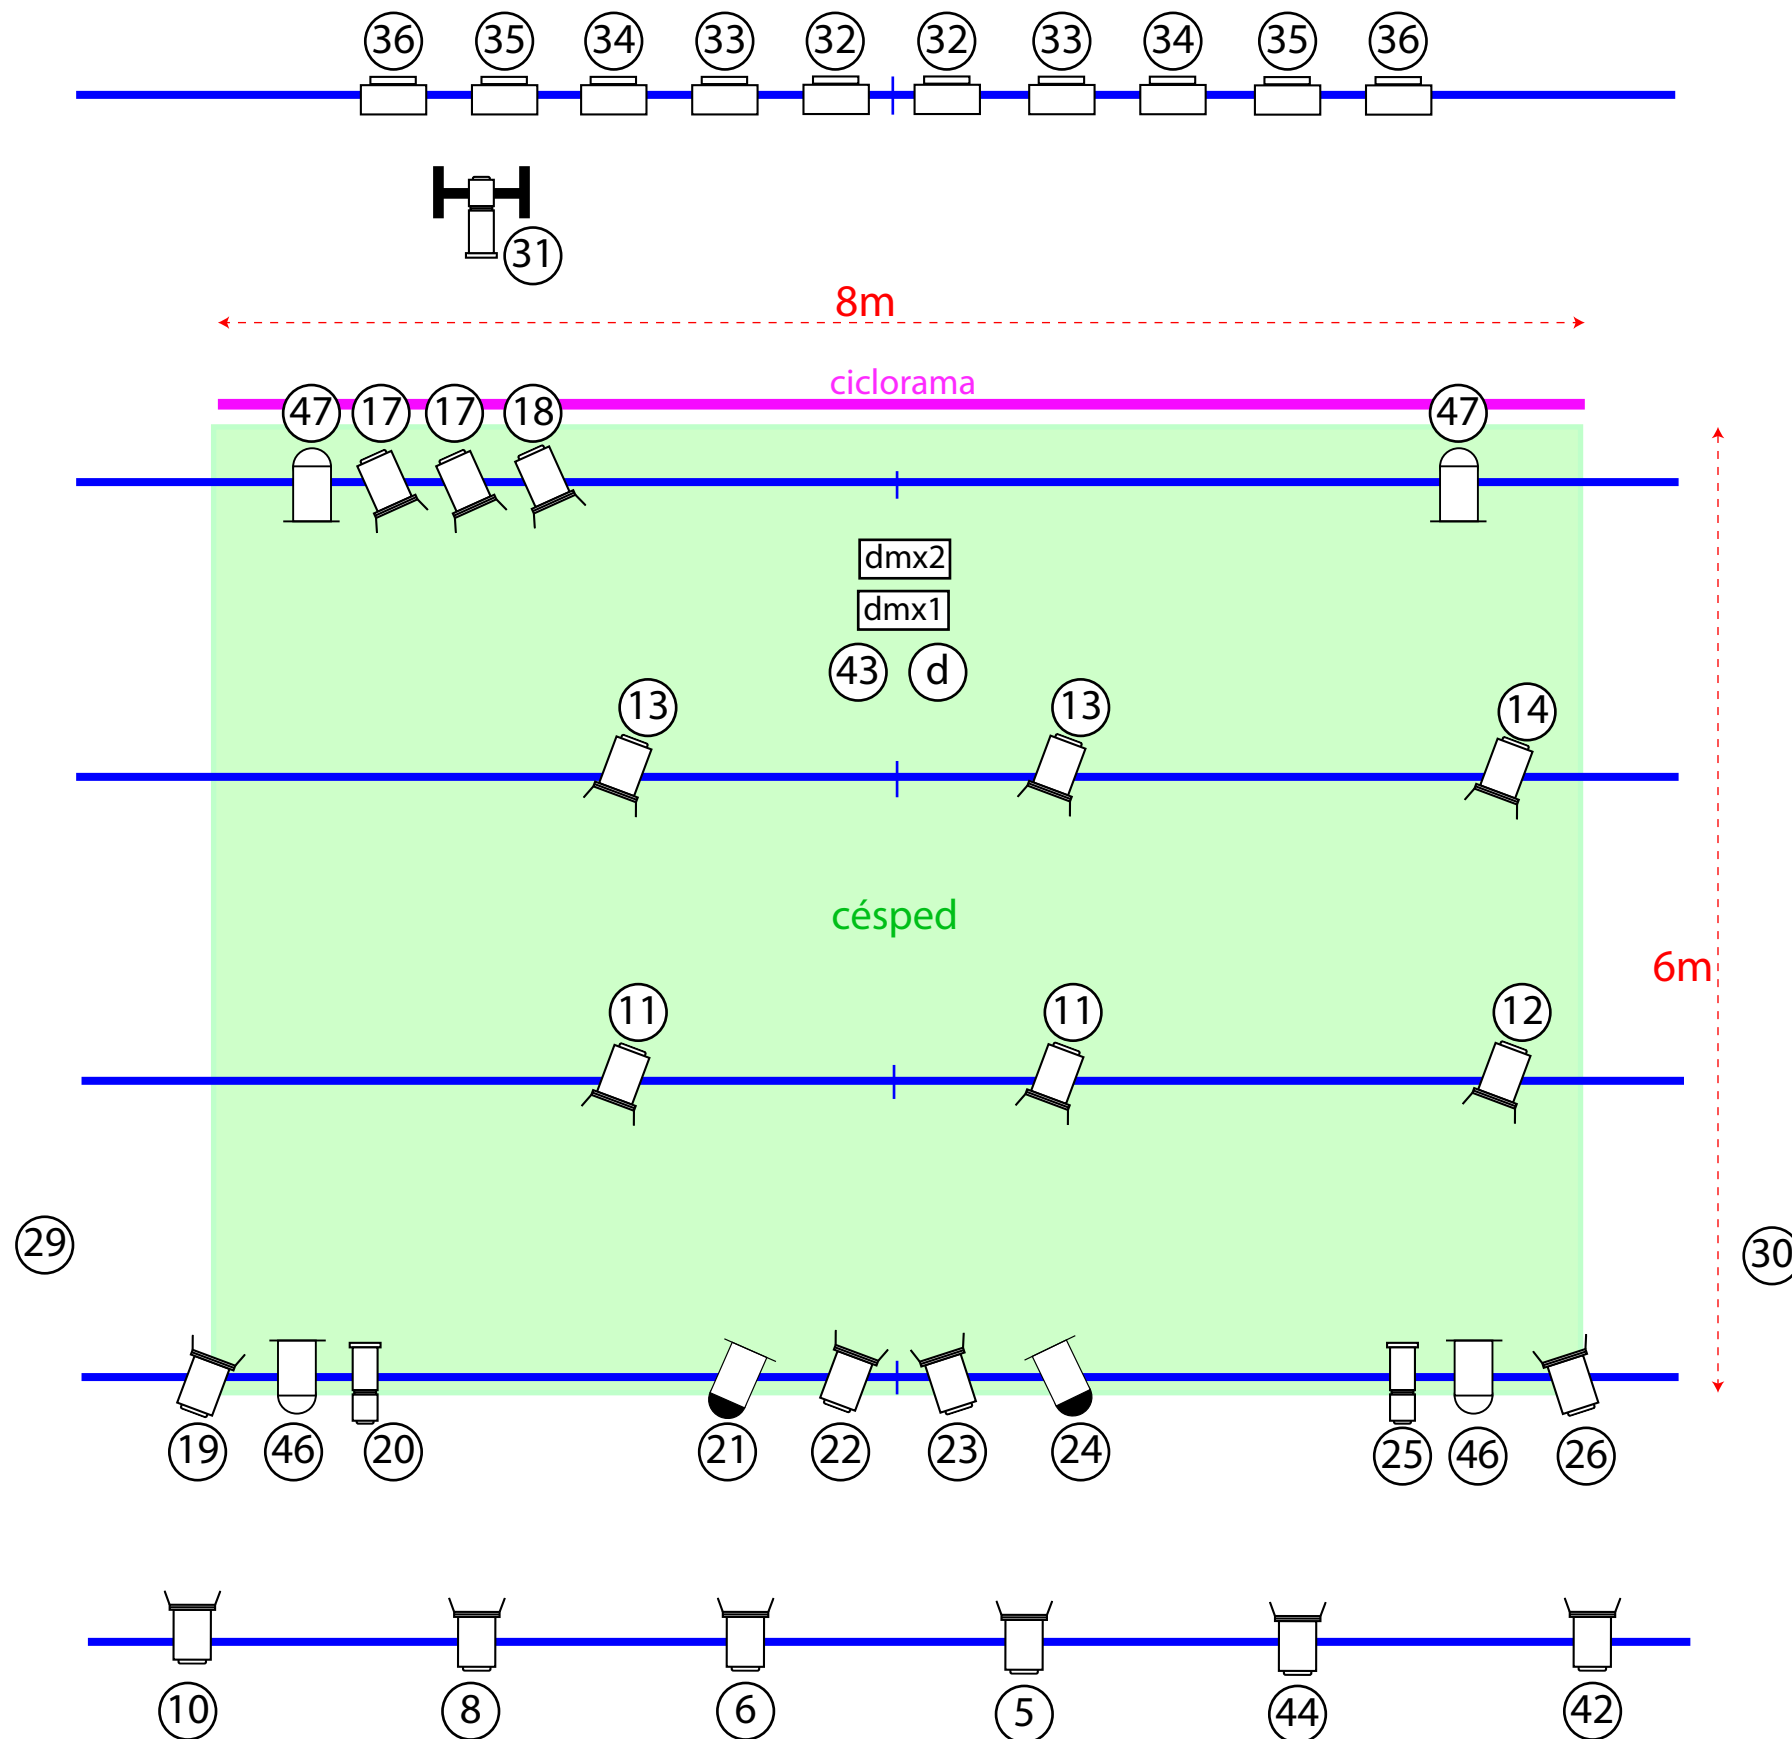 36 35 34 33 32 32 33 34 35 36
31
8m
ciclorama
47 17 17 18 47
dmx2
dmx1
43 d
13 13 14
césped
6m
11 11 12
29 30
19 46 20 21 22 23 24 25 46 26
10 8 6 5 44 42